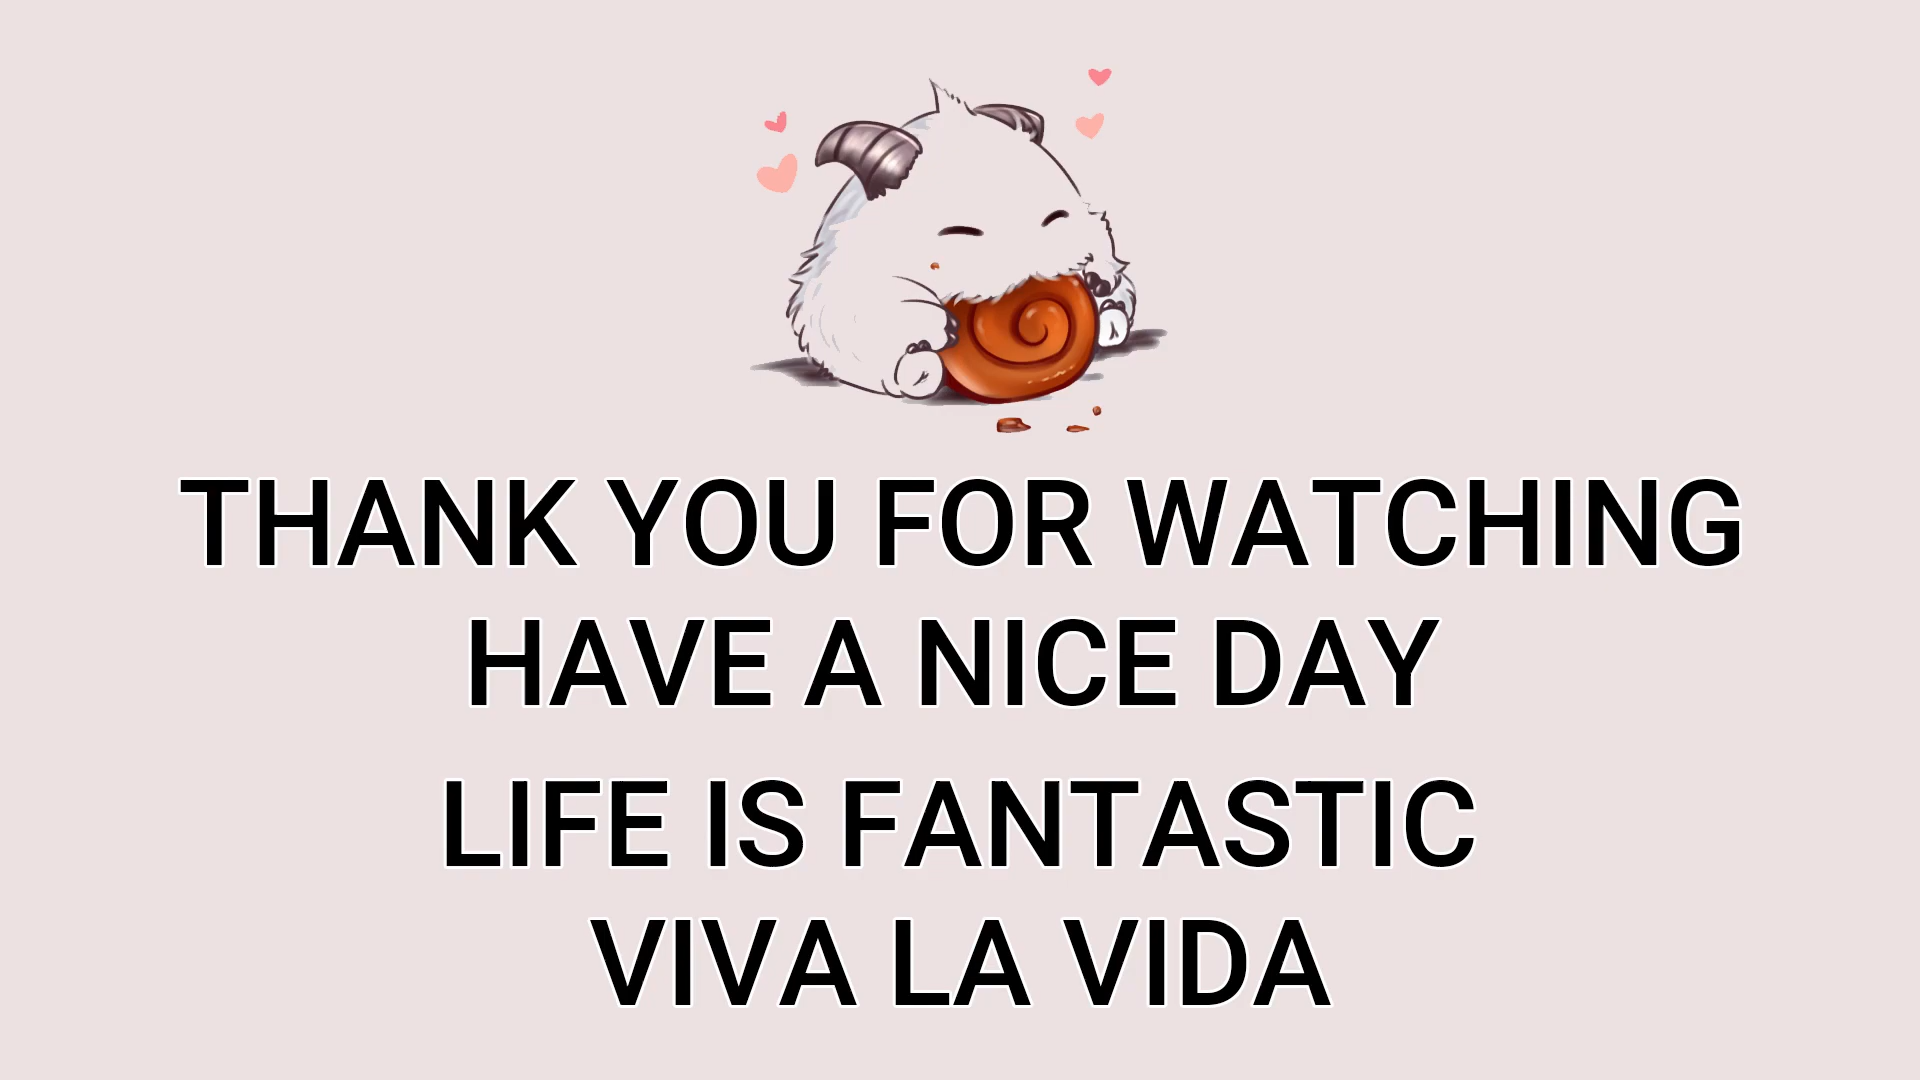 THANK YOU FOR WATCHING
HAVE A NICE DAY
LIFE IS FANTASTIC
VIVA LA VIDA